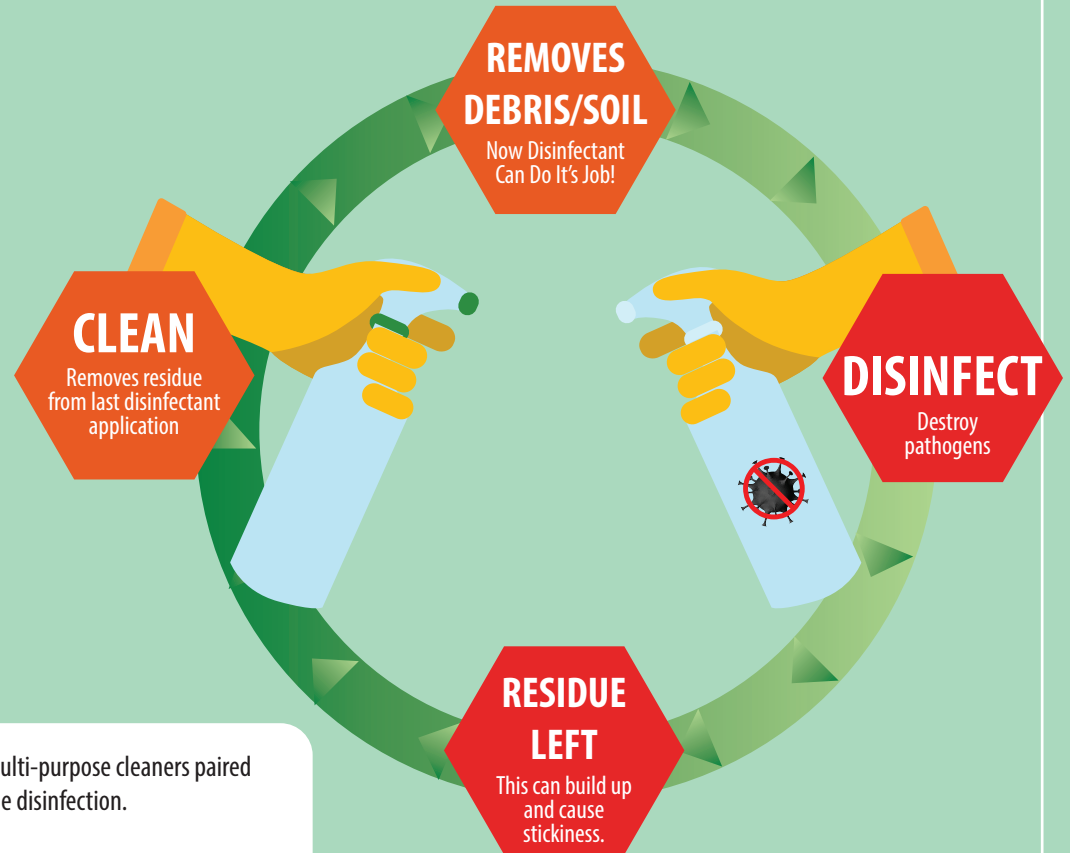 REMOVES
DEBRIS/SOIL
Now Disinfectant
Can Do It's Job!
CLEAN
Removes residue
from last disinfectant
application
DISINFECT
Destroy
pathogens
RESIDUE
LEFT
This can build up
and cause
stickiness.
ulti-purpose cleaners paired
e disinfection.